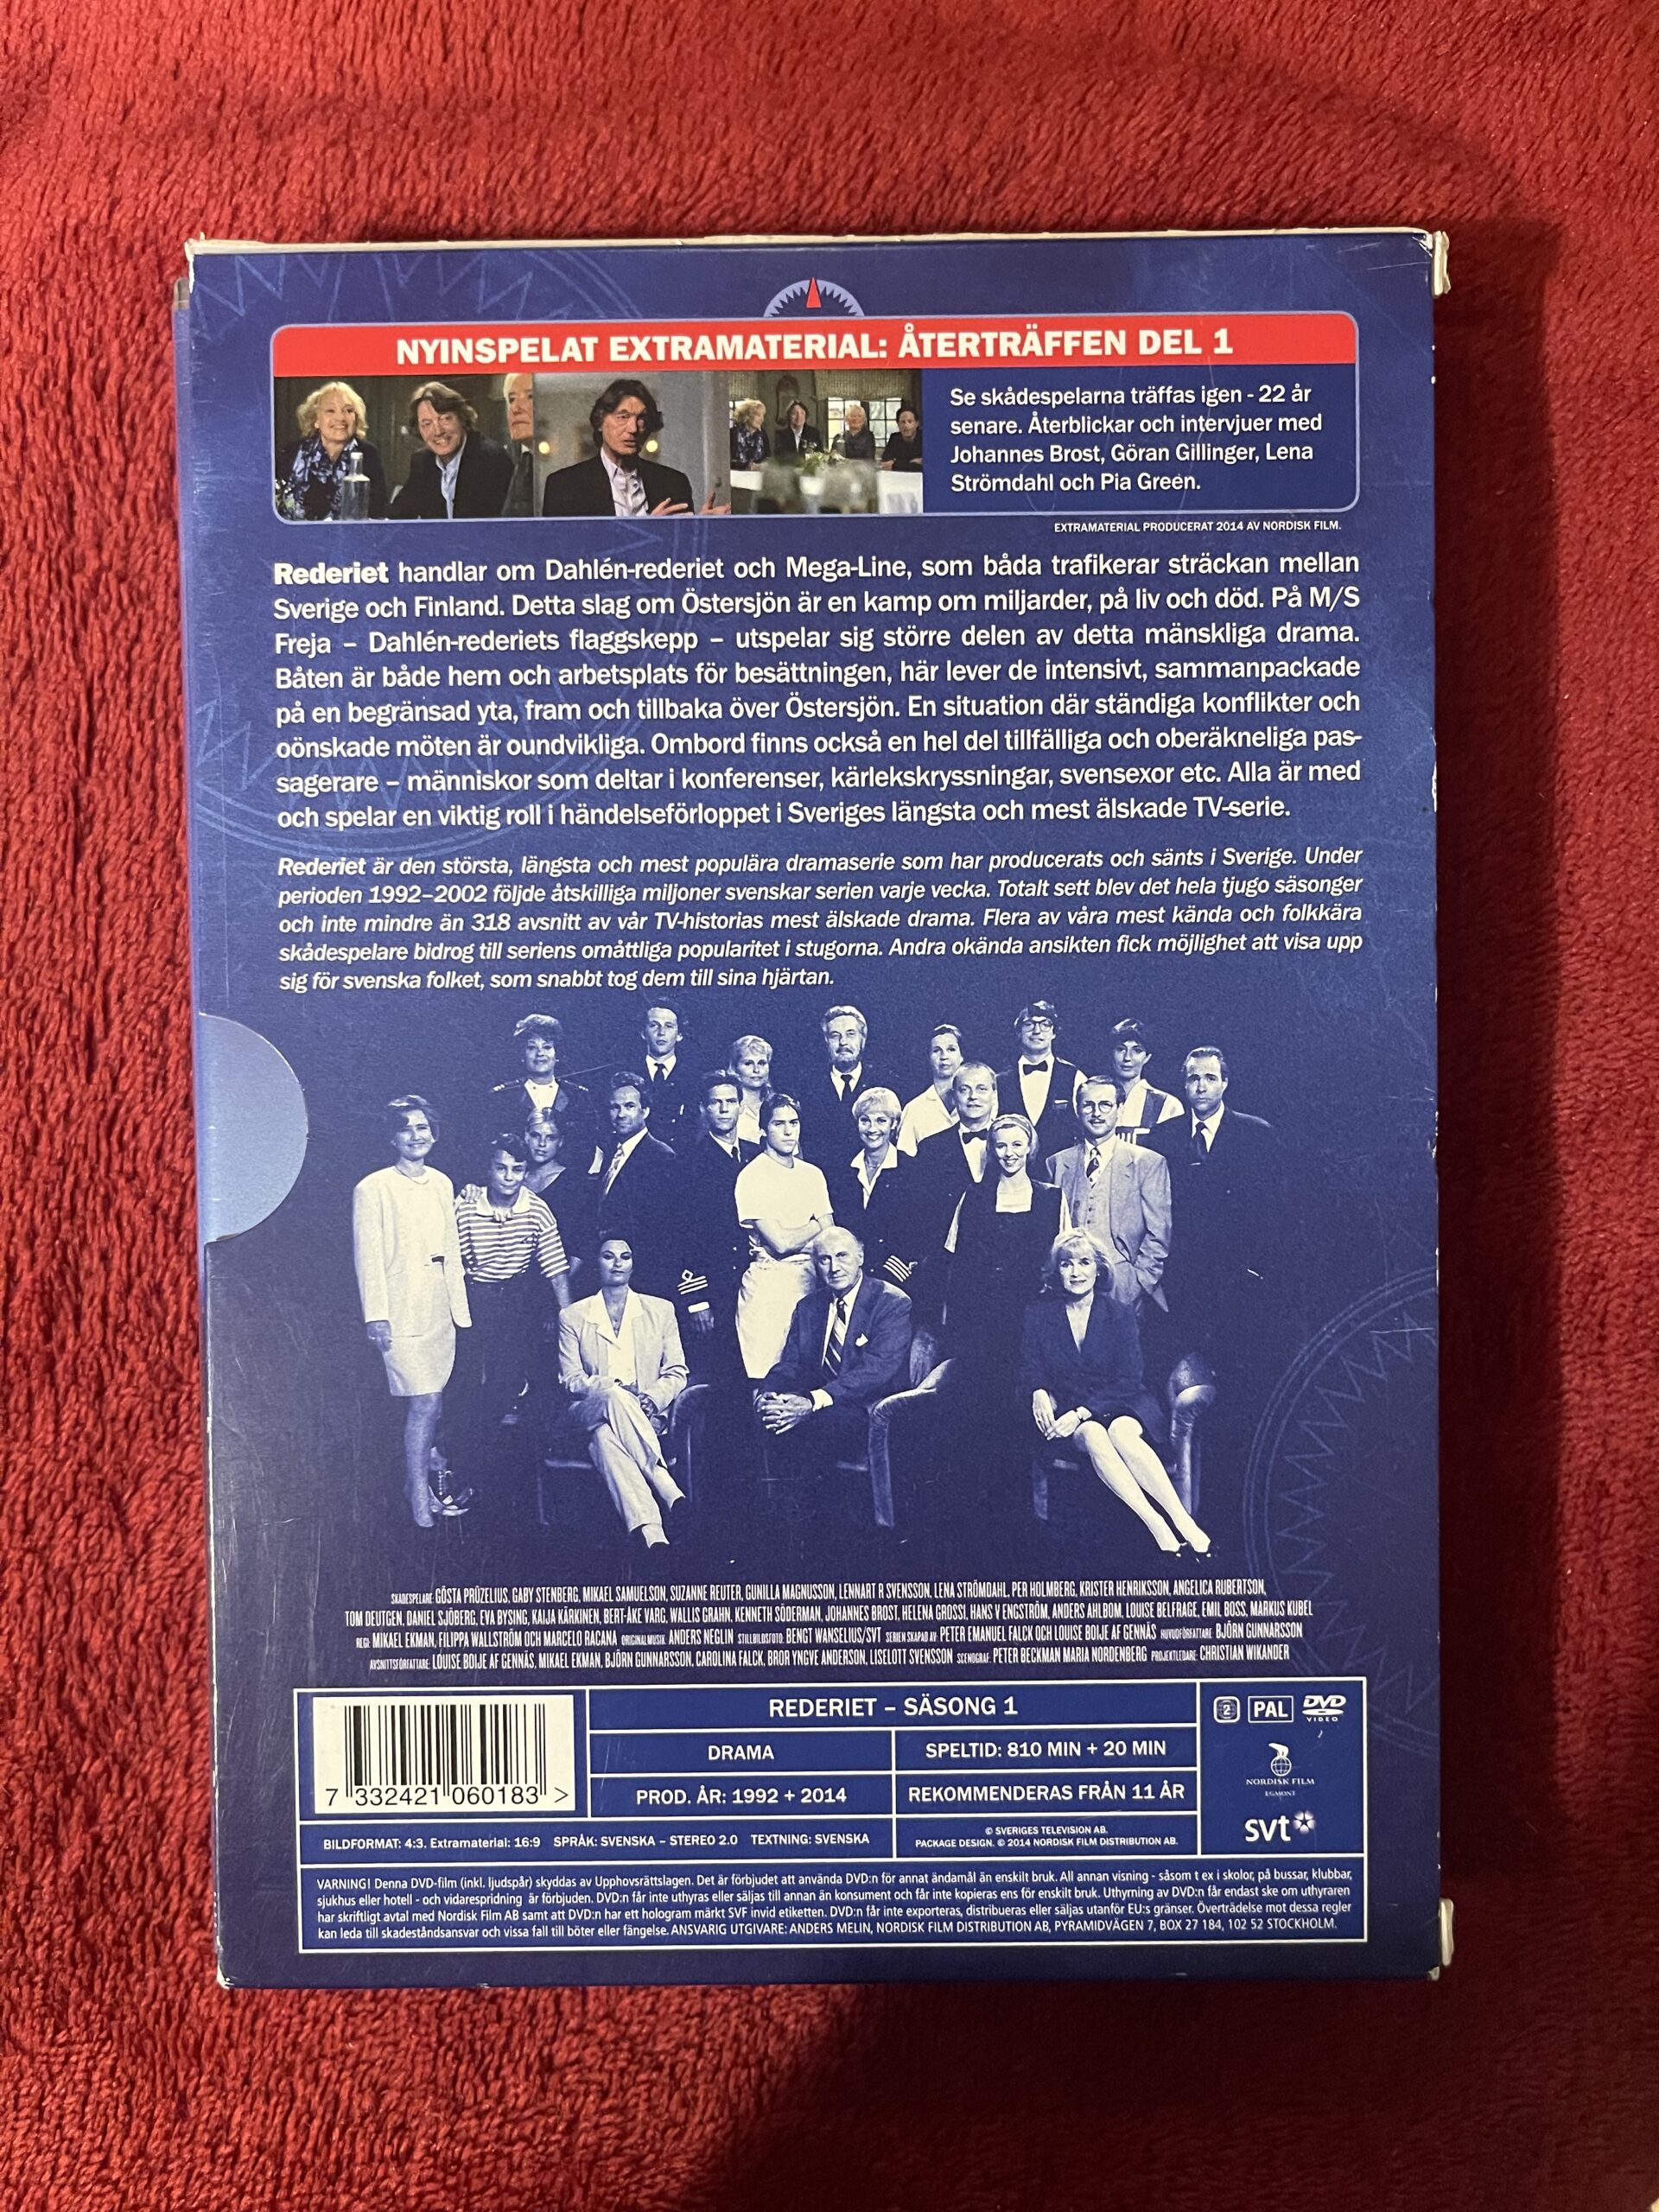 NYINSPELAT EXTRAMATERIAL: ÅTERTRÄFFEN DEL 1
Se skådespelarna träffas igen - 22 år
senare. Återblickar och intervjuer med
Johannes Brost, Göran Gillinger, Lena
Strömdahl och Pia Green.
EXTRAMATERIAL PRODUCERAT 2014 AV NORDISK FILM.
Rederiet handlar om Dahlén-rederiet och Mega-Line, som båda trafikerar sträckan mellan
Sverige och Finland. Detta slag om Östersjön är en kamp om miljarder, på liv och död. På M/S
Freja – Dahlén-rederiets flaggskepp – utspelar sig större delen av detta mänskliga drama.
Båten är både hem och arbetsplats för besättningen, här lever de intensivt, sammanpackade
på en begränsad yta, fram och tillbaka över Östersjön. En situation där ständiga konflikter och
oönskade möten är oundvikliga. Ombord finns också en hel del tillfälliga och oberäkneliga pas-
sagerare – människor som deltar i konferenser, kärlekskryssningar, svensexor etc. Alla är med
och spelar en viktig roll i händelseförloppet i Sveriges längsta och mest älskade TV-serie.
Rederiet är den största, längsta och mest populära dramaserie som har producerats och sänts i Sverige. Under
perioden 1992–2002 följde åtskilliga miljoner svenskar serien varje vecka. Totalt sett blev det hela tjugo säsonger
och inte mindre än 318 avsnitt av vår TV-historias mest älskade drama. Flera av våra mest kända och folkkära
skådespelare bidrog till seriens omåttliga popularitet i stugorna. Andra okända ansikten fick möjlighet att visa upp
sig för svenska folket, som snabbt tog dem till sina hjärtan.
SKÅDESPELARE: GÖSTA PRÜZELIUS, GABY STENBERG, MIKAEL SAMUELSON, SUZANNE REUTER, GUNILLA MAGNUSSON, LENNART R SVENSSON, LENA STRÖMDAHL, PER HOLMBERG, KRISTER HENRIKSSON, ANGELICA RUBERTSON,
TOM DEUTGEN, DANIEL SJÖBERG, EVA BYSING, KAIJA KÄRKINEN, BERT-ÅKE VARG, WALLIS GRAHN, KENNETH SÖDERMAN, JOHANNES BROST, HELENA GROSSI, HANS V ENGSTRÖM, ANDERS AHLBOM, LOUISE BELFRAGE, EMIL BOSS, MARKUS KUBEL
REGI: MIKAEL EKMAN, FILIPPA WALLSTRÖM OCH MARCELO RACANA ORIGINALMUSIK: ANDERS NEGLIN STILLBILDSFOTO: BENGT WANSELIUS/SVT SERIEN SKAPAD AV: PETER EMANUEL FALCK OCH LOUISE BOIJE AF GENNÄS HUVUDFÖRFATTARE: BJÖRN GUNNARSSON
AVSNITTSFÖRFATTARE: LOUISE BOIJE AF GENNÄS, MIKAEL EKMAN, BJÖRN GUNNARSSON, CAROLINA FALCK, BROR YNGVE ANDERSON, LISELOTT SVENSSON SCENOGRAF: PETER BECKMAN MARIA NORDENBERG PROJEKTLEDARE: CHRISTIAN WIKANDER
7 332421 060183 >
REDERIET – SÄSONG 1
DRAMA
SPELTID: 810 MIN + 20 MIN
PROD. ÅR: 1992 + 2014
REKOMMENDERAS FRÅN 11 ÅR
BILDFORMAT: 4:3. Extramaterial: 16:9 SPRÅK: SVENSKA – STEREO 2.0 TEXTNING: SVENSKA
© SVERIGES TELEVISION AB.
PACKAGE DESIGN. © 2014 NORDISK FILM DISTRIBUTION AB.
2 PAL DVD
VIDEO
NORDISK FILM
EGMONT
svt
VARNING! Denna DVD-film (inkl. ljudspår) skyddas av Upphovsrättslagen. Det är förbjudet att använda DVD:n för annat ändamål än enskilt bruk. All annan visning - såsom t ex i skolor, på bussar, klubbar,
sjukhus eller hotell - och vidarespridning är förbjuden. DVD:n får inte uthyras eller säljas till annan än konsument och får inte kopieras ens för enskilt bruk. Uthyrning av DVD:n får endast ske om uthyraren
har skriftligt avtal med Nordisk Film AB samt att DVD:n har ett hologram märkt SVF invid etiketten. DVD:n får inte exporteras, distribueras eller säljas utanför EU:s gränser. Överträdelse mot dessa regler
kan leda till skadeståndsansvar och vissa fall till böter eller fängelse. ANSVARIG UTGIVARE: ANDERS MELIN, NORDISK FILM DISTRIBUTION AB, PYRAMIDVÄGEN 7, BOX 27 184, 102 52 STOCKHOLM.